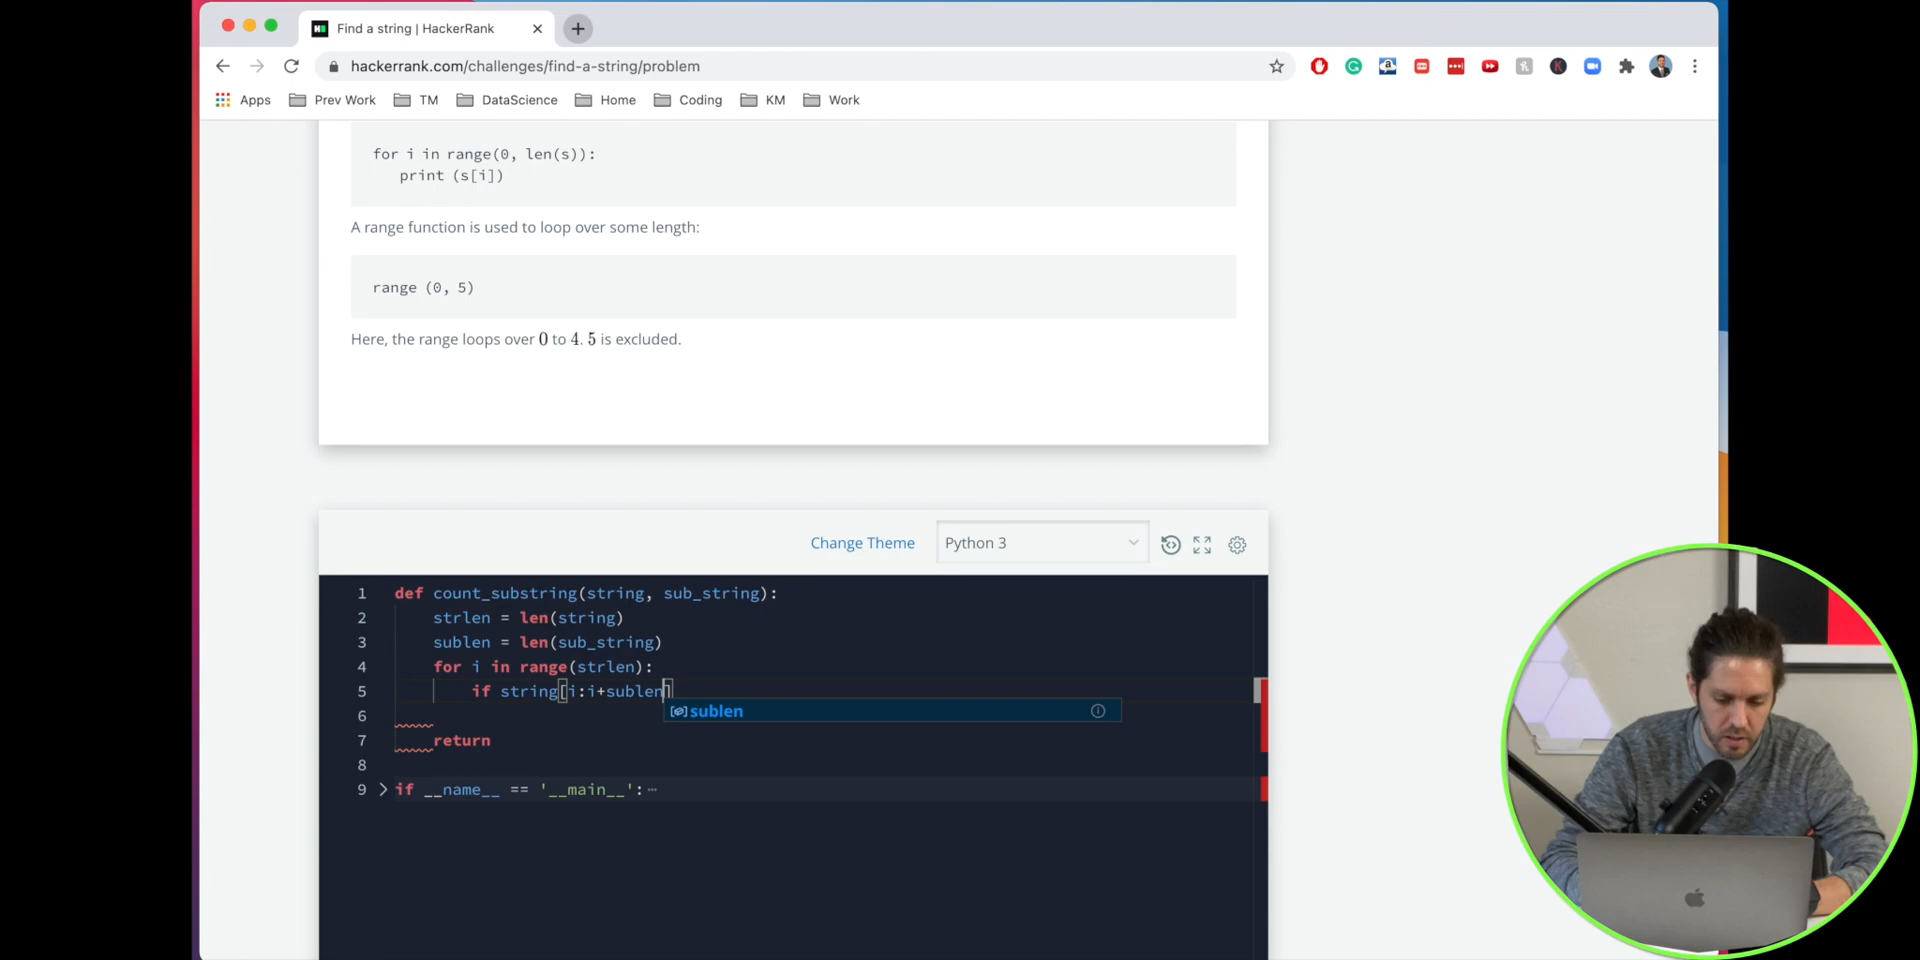 Find a string | HackerRank
hackerrank.com/challenges/find-a-string/problem
Apps Prev Work TM DataScience Home Coding KM Work
for i in range(0, len(s)):
print (s[i])
A range function is used to loop over some length:
range (0, 5)
Here, the range loops over 0 to 4. 5 is excluded.
Change Theme Python 3
1 def count_substring(string, sub_string):
2 strlen = len(string)
3 sublen = len(sub_string)
4 for i in range(strlen):
5 if string[i:i+sublen]
sublen
6
7 return
8
9 if __name__ == '__main__':